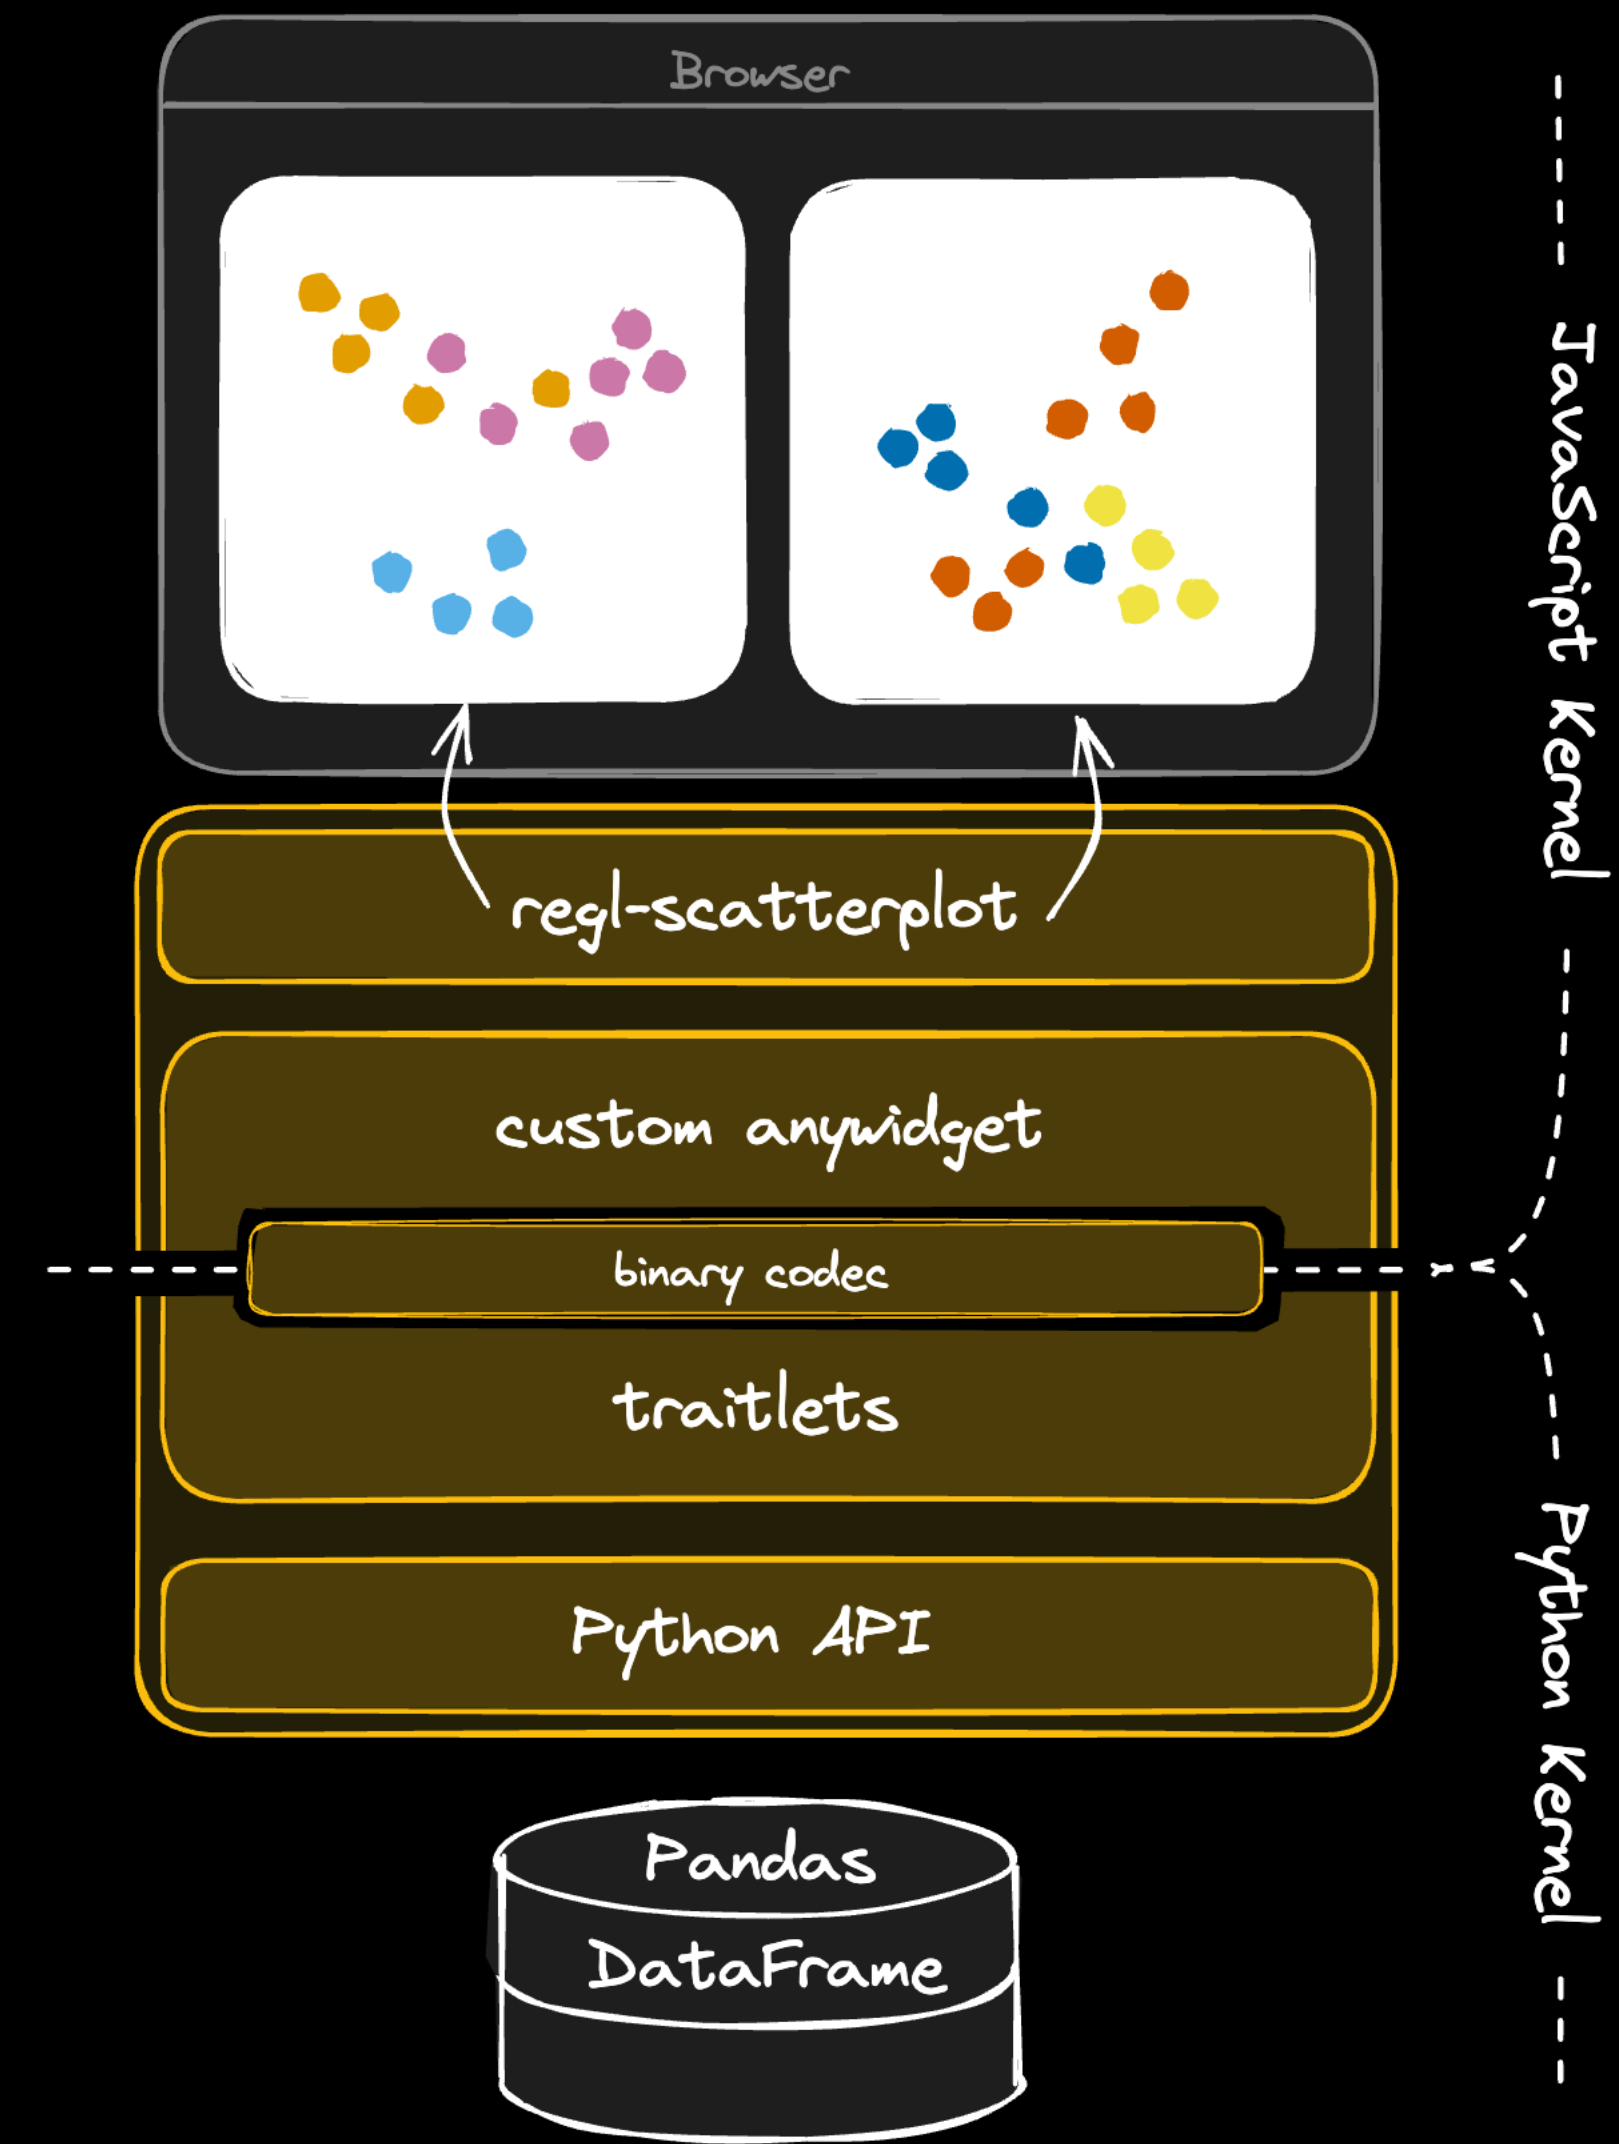 Browser
regl-scatterplot
custom anywidget
binary codec
traitlets
Python API
Pandas
DataFrame
JavaScript Kernel
Python Kernel